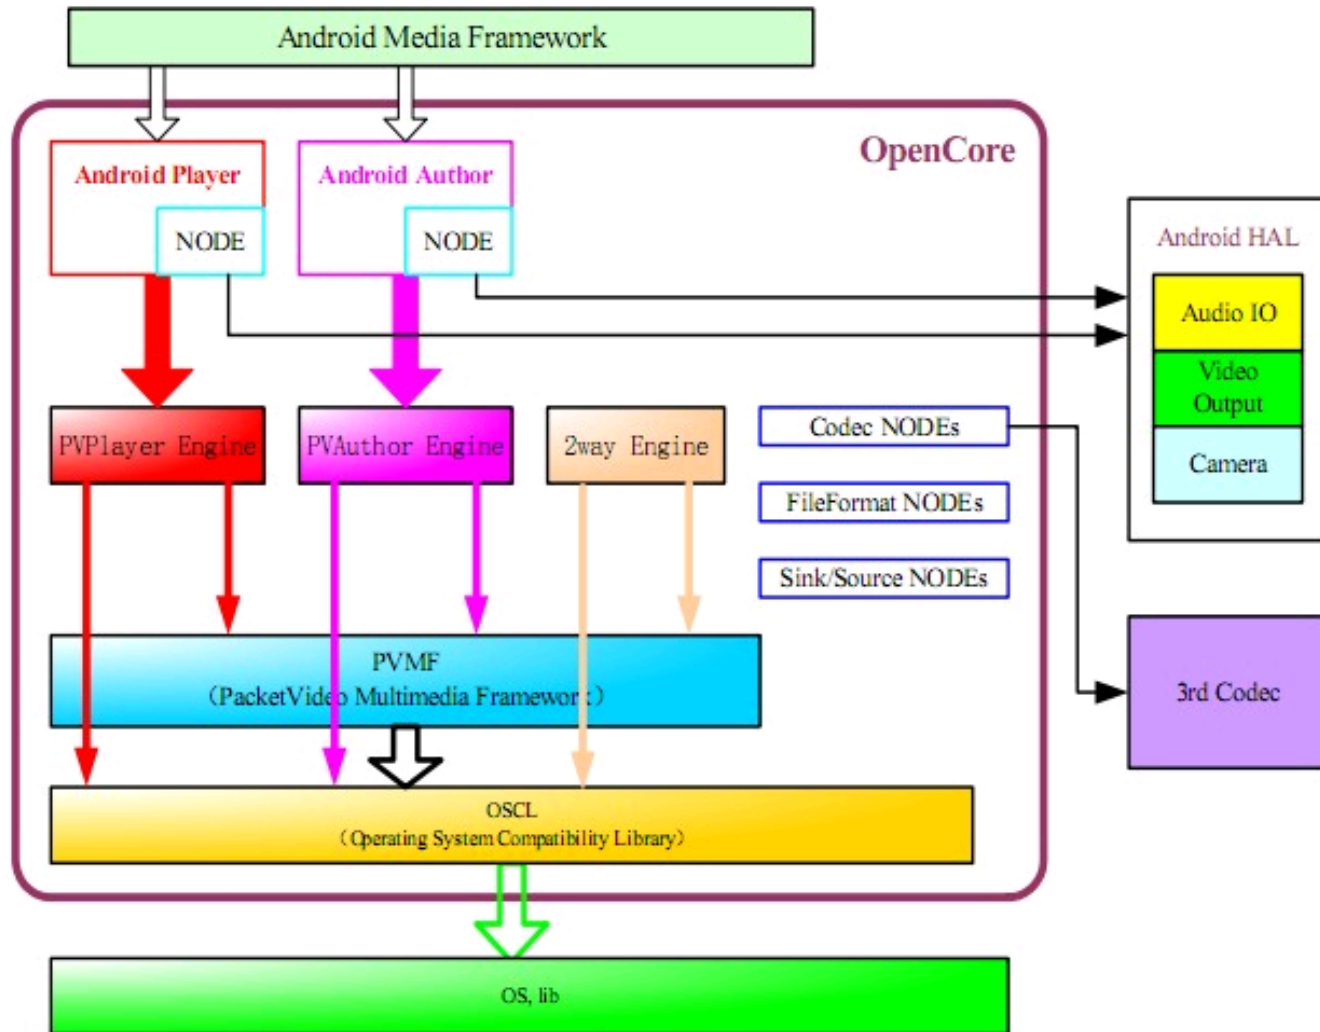 Android Media Framework
OpenCore
Android Player
Android Author
NODE
NODE
Android HAL
Audio IO
Video
Output
Camera
PVPlayer Engine
PVAuthor Engine
2way Engine
Codec NODEs
FileFormat NODEs
Sink/Source NODEs
PVMF
（PacketVideo Multimedia Framework）
3rd Codec
OSCL
（Operating System Compatibility Library）
OS, lib